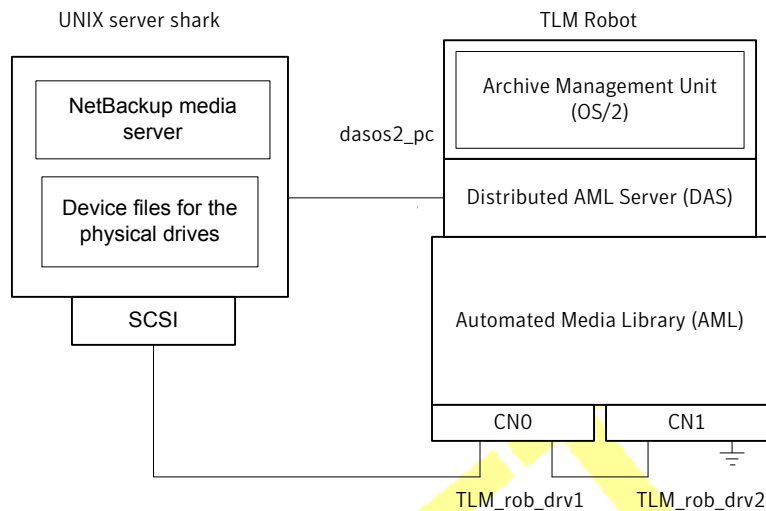 UNIX server shark
TLM Robot
NetBackup media
server
Device files for the
physical drives
SCSI
dasos2_pc
Archive Management Unit
(OS/2)
Distributed AML Server (DAS)
Automated Media Library (AML)
CN0
CN1
TLM_rob_drv1
TLM_rob_drv2